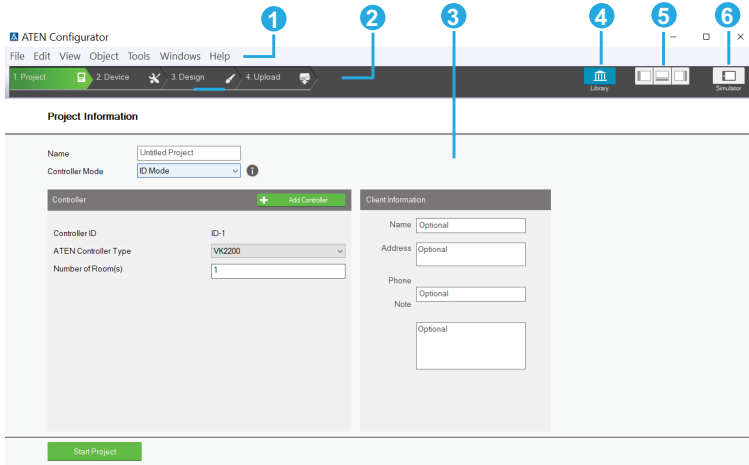 1 2 3 4 5 6
ATEN Configurator
File Edit View Object Tools Windows Help
1. Project 2. Device 3. Design 4. Upload Library Simulator
Project Information
Name Untitled Project
Controller Mode ID Mode i
Controller Add Controller Client Information
Name Optional
Controller ID ID-1
ATEN Controller Type VK2200 Address Optional
Number of Room(s) 1
Phone
Optional
Note
Optional
Start Project